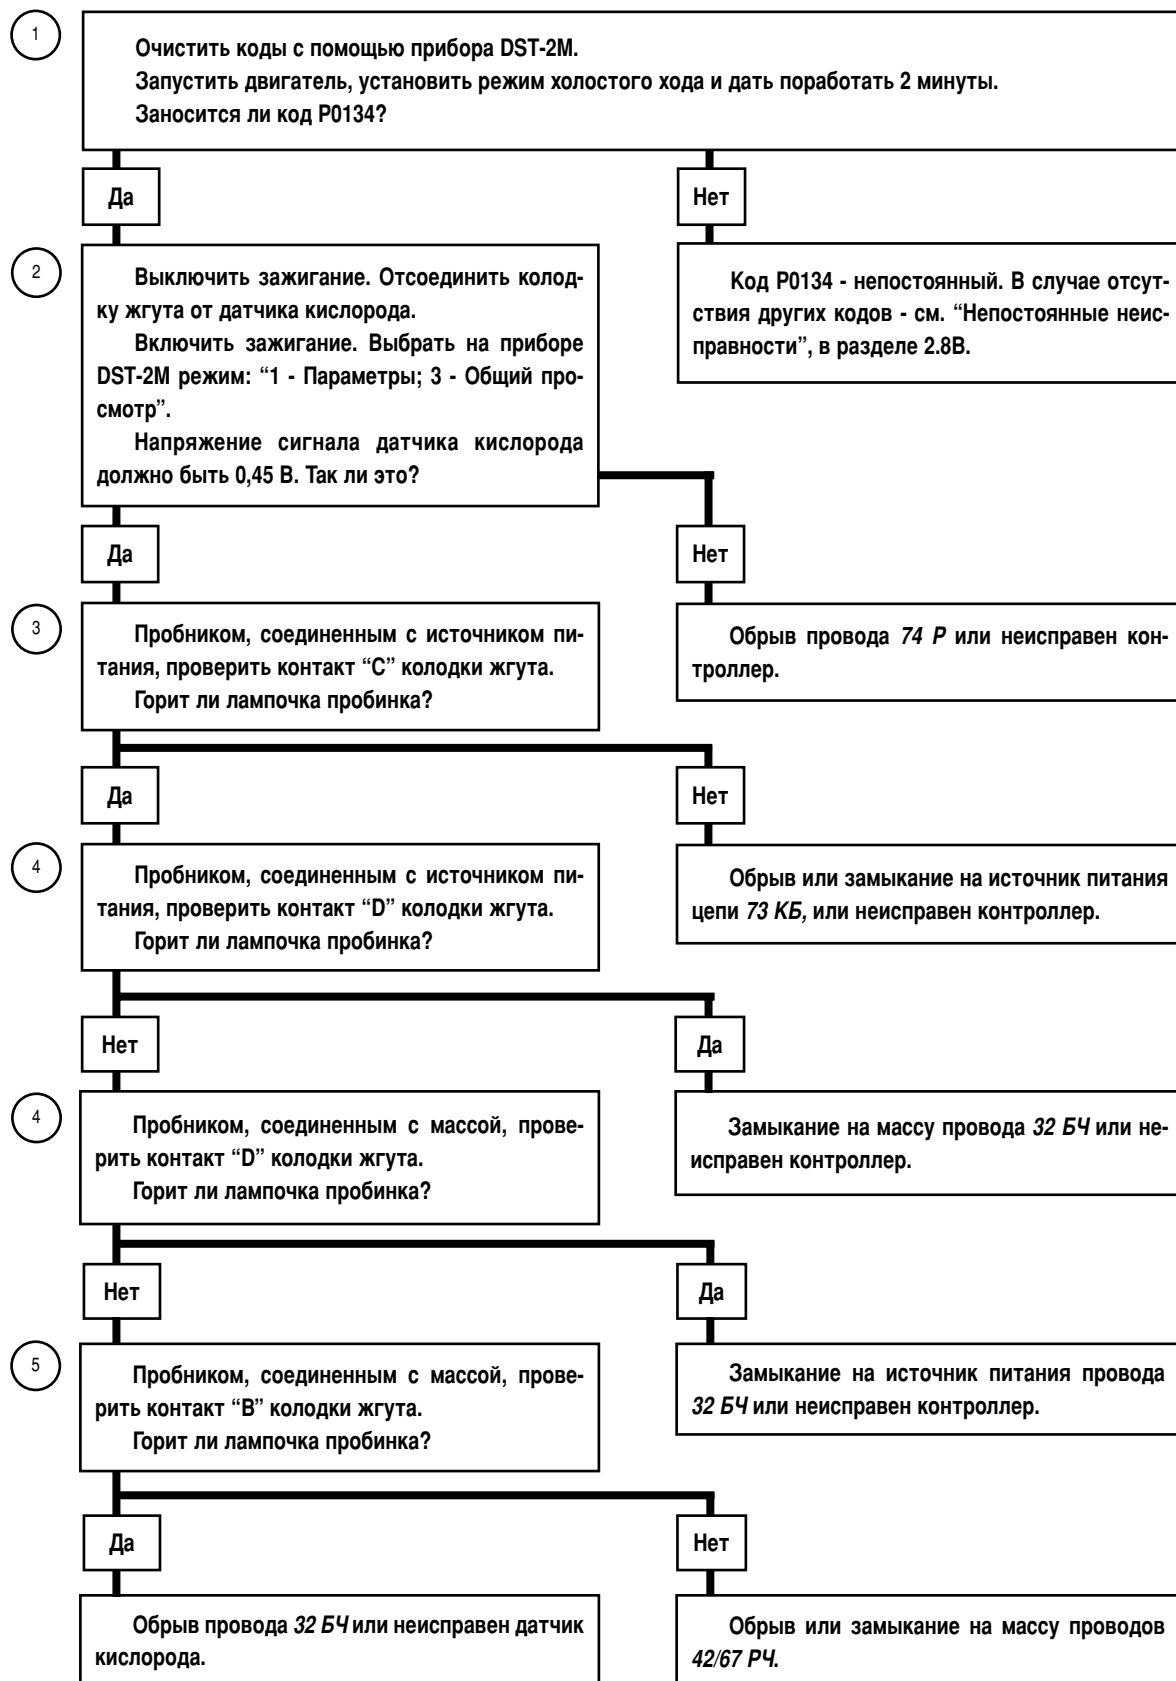 1
Очистить коды с помощью прибора DST-2M.
Запустить двигатель, установить режим холостого хода и дать поработать 2 минуты.
Заносится ли код P0134?
Да
Нет
2
Выключить зажигание. Отсоединить колод-
ку жгута от датчика кислорода.
Включить зажигание. Выбрать на приборе
DST-2M режим: “1 - Параметры; 3 - Общий про-
смотр”.
Напряжение сигнала датчика кислорода
должно быть 0,45 В. Так ли это?
Код P0134 - непостоянный. В случае отсут-
ствия других кодов - см. “Непостоянные неис-
правности”, в разделе 2.8В.
Да
Нет
3
Пробником, соединенным с источником пи-
тания, проверить контакт “С” колодки жгута.
Горит ли лампочка пробинка?
Обрыв провода 74 Р или неисправен кон-
троллер.
Да
Нет
4
Пробником, соединенным с источником пи-
тания, проверить контакт “D” колодки жгута.
Горит ли лампочка пробинка?
Обрыв или замыкание на источник питания
цепи 73 КБ, или неисправен контроллер.
Нет
Да
4
Пробником, соединенным с массой, прове-
рить контакт “D” колодки жгута.
Горит ли лампочка пробинка?
Замыкание на массу провода 32 БЧ или не-
исправен контроллер.
Нет
Да
5
Пробником, соединенным с массой, прове-
рить контакт “В” колодки жгута.
Горит ли лампочка пробинка?
Замыкание на источник питания провода
32 БЧ или неисправен контроллер.
Да
Нет
Обрыв провода 32 БЧ или неисправен датчик
кислорода.
Обрыв или замыкание на массу проводов
42/67 РЧ.